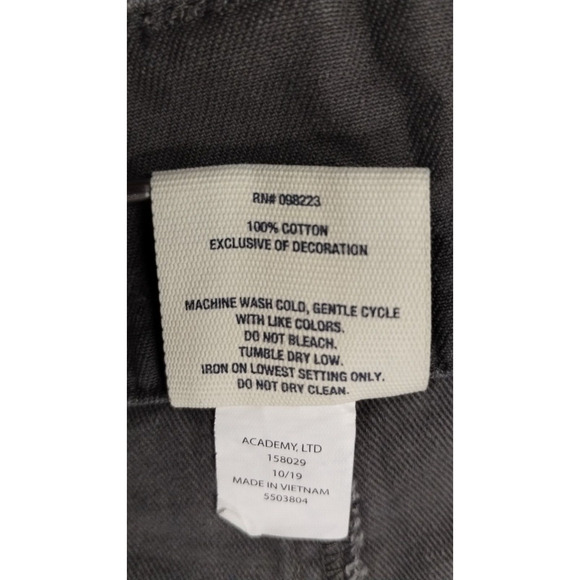 RN# 098223
100% COTTON
EXCLUSIVE OF DECORATION
MACHINE WASH COLD, GENTLE CYCLE
WITH LIKE COLORS.
DO NOT BLEACH.
TUMBLE DRY LOW.
IRON ON LOWEST SETTING ONLY.
DO NOT DRY CLEAN.
ACADEMY, LTD
158029
10/19
MADE IN VIETNAM
5503804